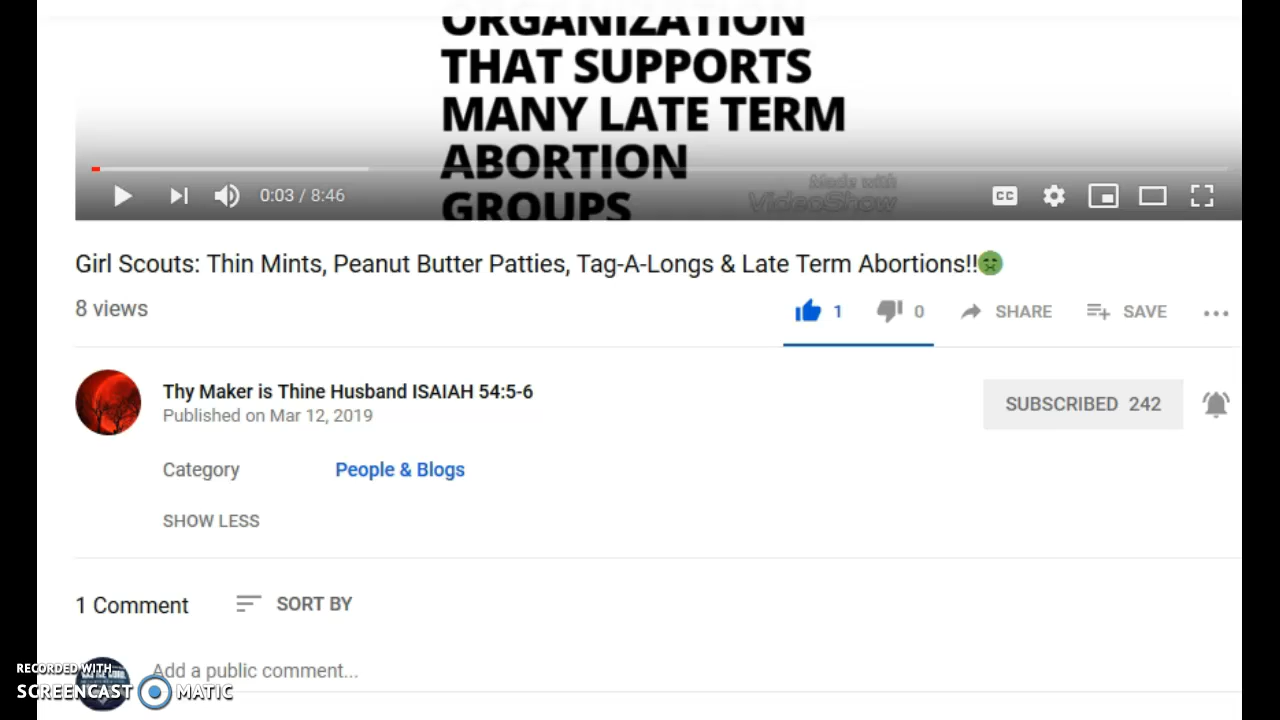 ORGANIZATION
THAT SUPPORTS
MANY LATE TERM
ABORTION
GROUPS
Made with
VideoShow
0:03 / 8:46
CC
Girl Scouts: Thin Mints, Peanut Butter Patties, Tag-A-Longs & Late Term Abortions!!🤢
8 views
1 0 SHARE SAVE ...
Thy Maker is Thine Husband ISAIAH 54:5-6
Published on Mar 12, 2019
SUBSCRIBED 242
Category People & Blogs
SHOW LESS
1 Comment SORT BY
Add a public comment...
RECORDED WITH
SCREENCAST MATIC